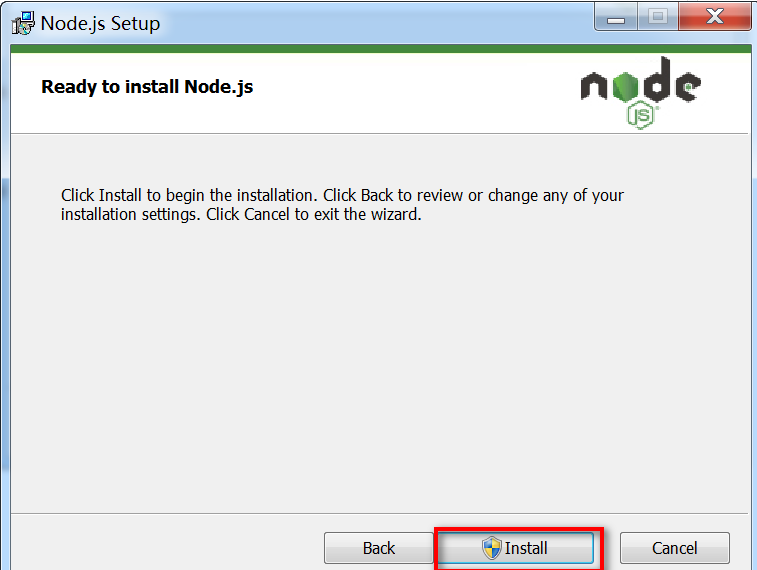 Node.js Setup
Ready to install Node.js
node
JS
Click Install to begin the installation. Click Back to review or change any of your
installation settings. Click Cancel to exit the wizard.
Back
Install
Cancel